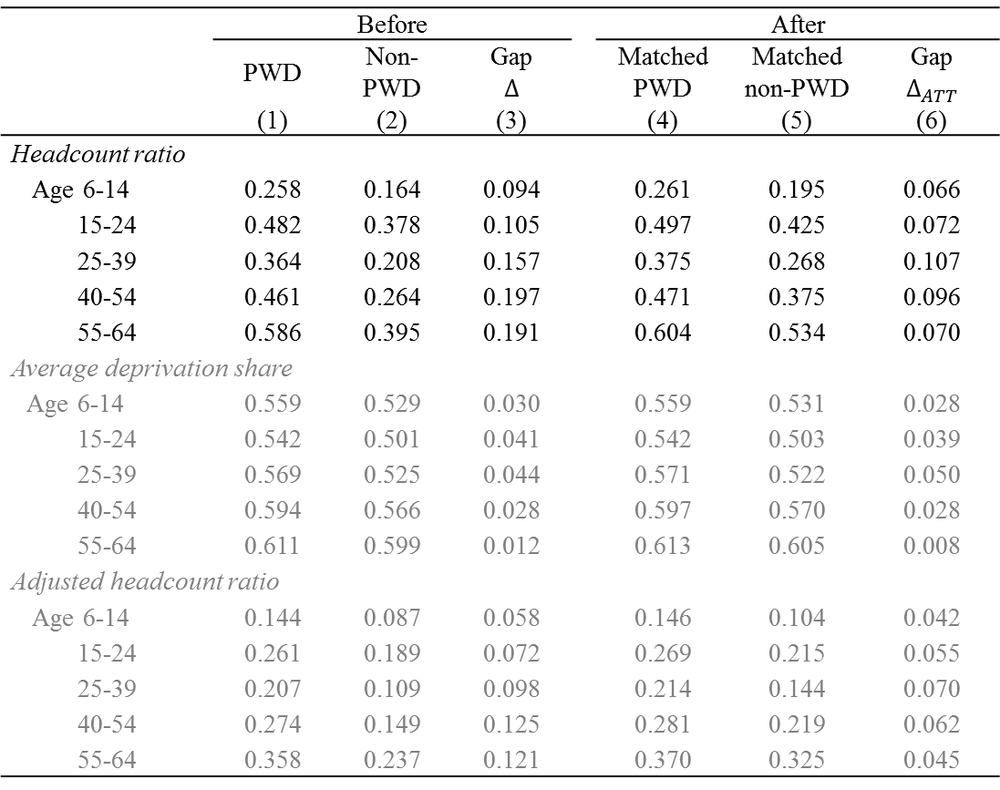 Before After
PWD Non-PWD Gap Δ Matched PWD Matched non-PWD Gap Δ_ATT
(1) (2) (3) (4) (5) (6)
Headcount ratio
Age 6-14 0.258 0.164 0.094 0.261 0.195 0.066
15-24 0.482 0.378 0.105 0.497 0.425 0.072
25-39 0.364 0.208 0.157 0.375 0.268 0.107
40-54 0.461 0.264 0.197 0.471 0.375 0.096
55-64 0.586 0.395 0.191 0.604 0.534 0.070
Average deprivation share
Age 6-14 0.559 0.529 0.030 0.559 0.531 0.028
15-24 0.542 0.501 0.041 0.542 0.503 0.039
25-39 0.569 0.525 0.044 0.571 0.522 0.050
40-54 0.594 0.566 0.028 0.597 0.570 0.028
55-64 0.611 0.599 0.012 0.613 0.605 0.008
Adjusted headcount ratio
Age 6-14 0.144 0.087 0.058 0.146 0.104 0.042
15-24 0.261 0.189 0.072 0.269 0.215 0.055
25-39 0.207 0.109 0.098 0.214 0.144 0.070
40-54 0.274 0.149 0.125 0.281 0.219 0.062
55-64 0.358 0.237 0.121 0.370 0.325 0.045